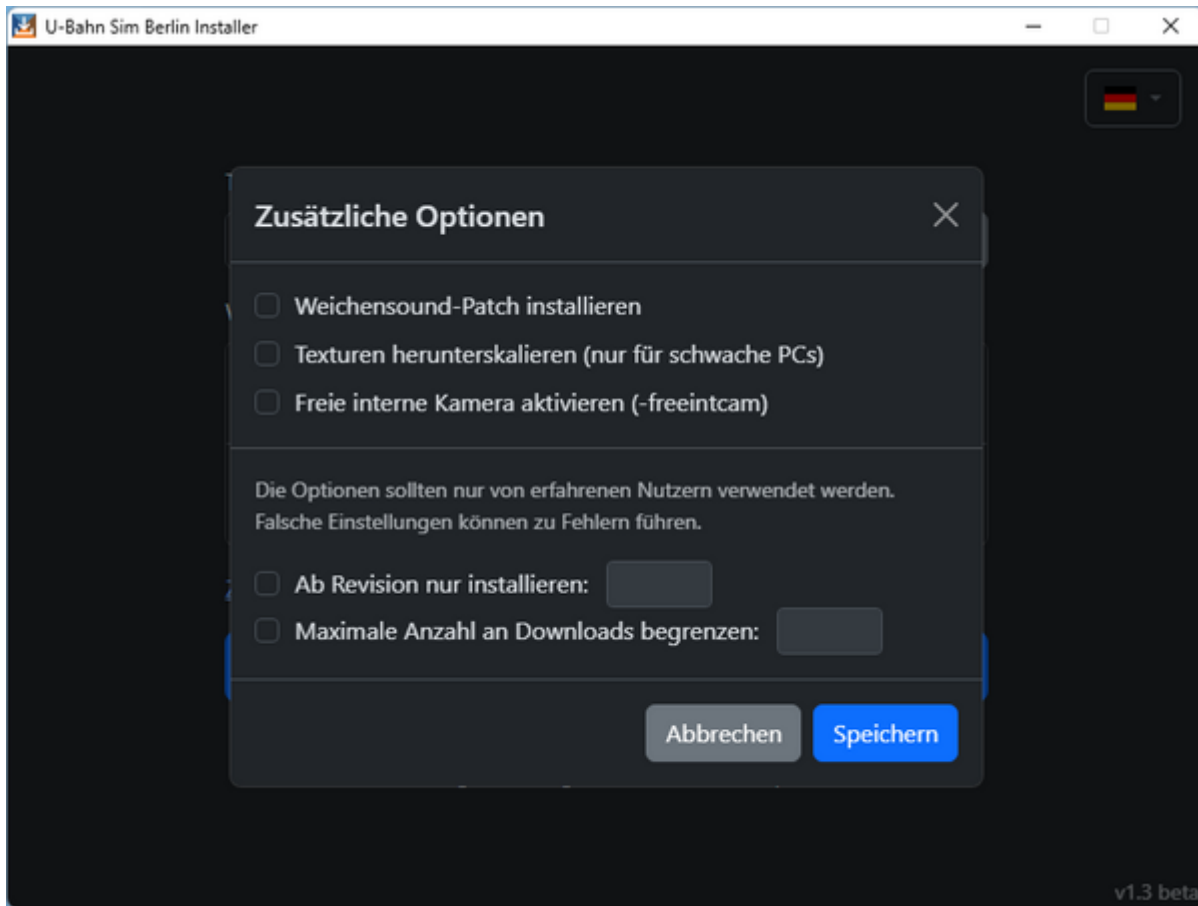 U-Bahn Sim Berlin Installer
Zusätzliche Optionen
Weichensound-Patch installieren
Texturen herunterskalieren (nur für schwache PCs)
Freie interne Kamera aktivieren (-freeintcam)
Die Optionen sollten nur von erfahrenen Nutzern verwendet werden.
Falsche Einstellungen können zu Fehlern führen.
Ab Revision nur installieren:
Maximale Anzahl an Downloads begrenzen:
Abbrechen Speichern
v1.3 beta